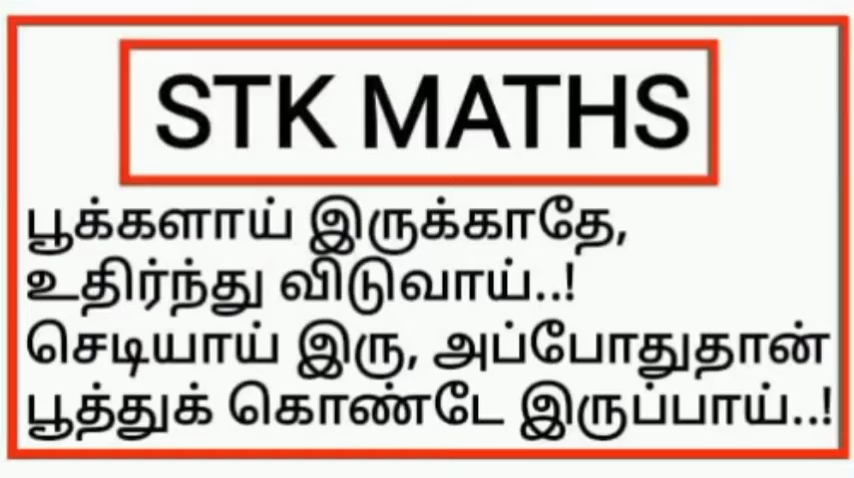 STK MATHS
பூக்களாய் இருக்காதே,
உதிர்ந்து விடுவாய்..!
செடியாய் இரு, அப்போதுதான்
பூத்துக் கொண்டே இருப்பாய்..!